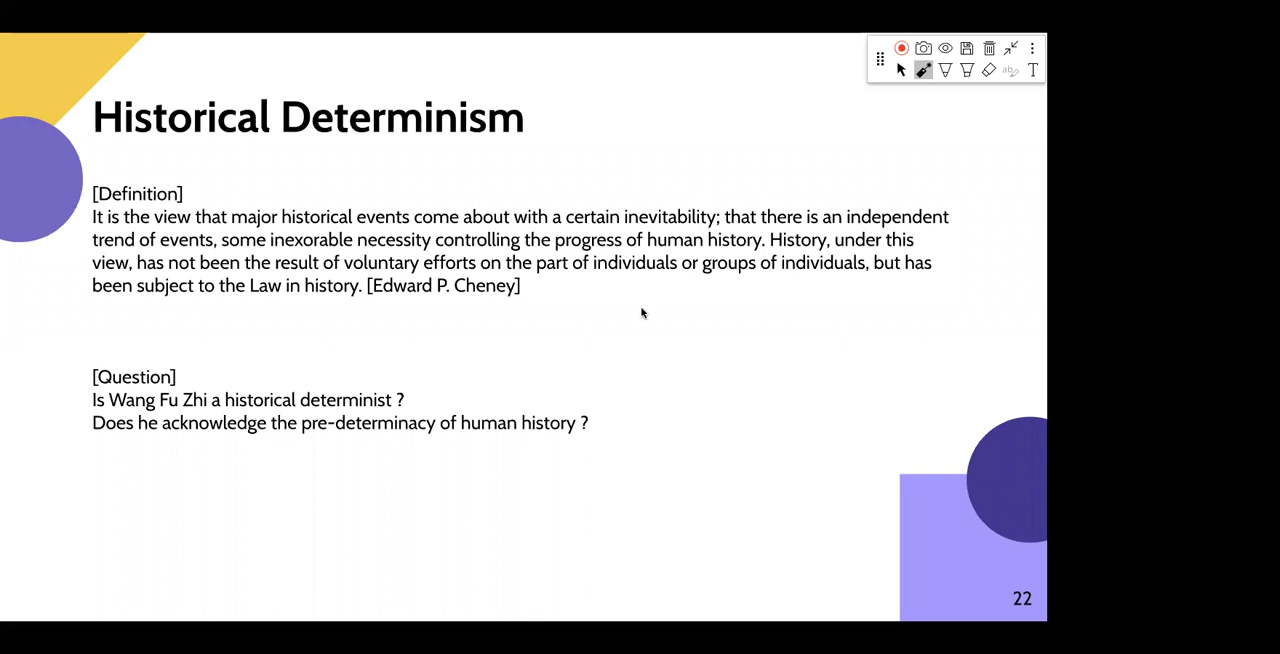 Historical Determinism
[Definition]
It is the view that major historical events come about with a certain inevitability; that there is an independent
trend of events, some inexorable necessity controlling the progress of human history. History, under this
view, has not been the result of voluntary efforts on the part of individuals or groups of individuals, but has
been subject to the Law in history. [Edward P. Cheney]
[Question]
Is Wang Fu Zhi a historical determinist ?
Does he acknowledge the pre-determinacy of human history ?
22